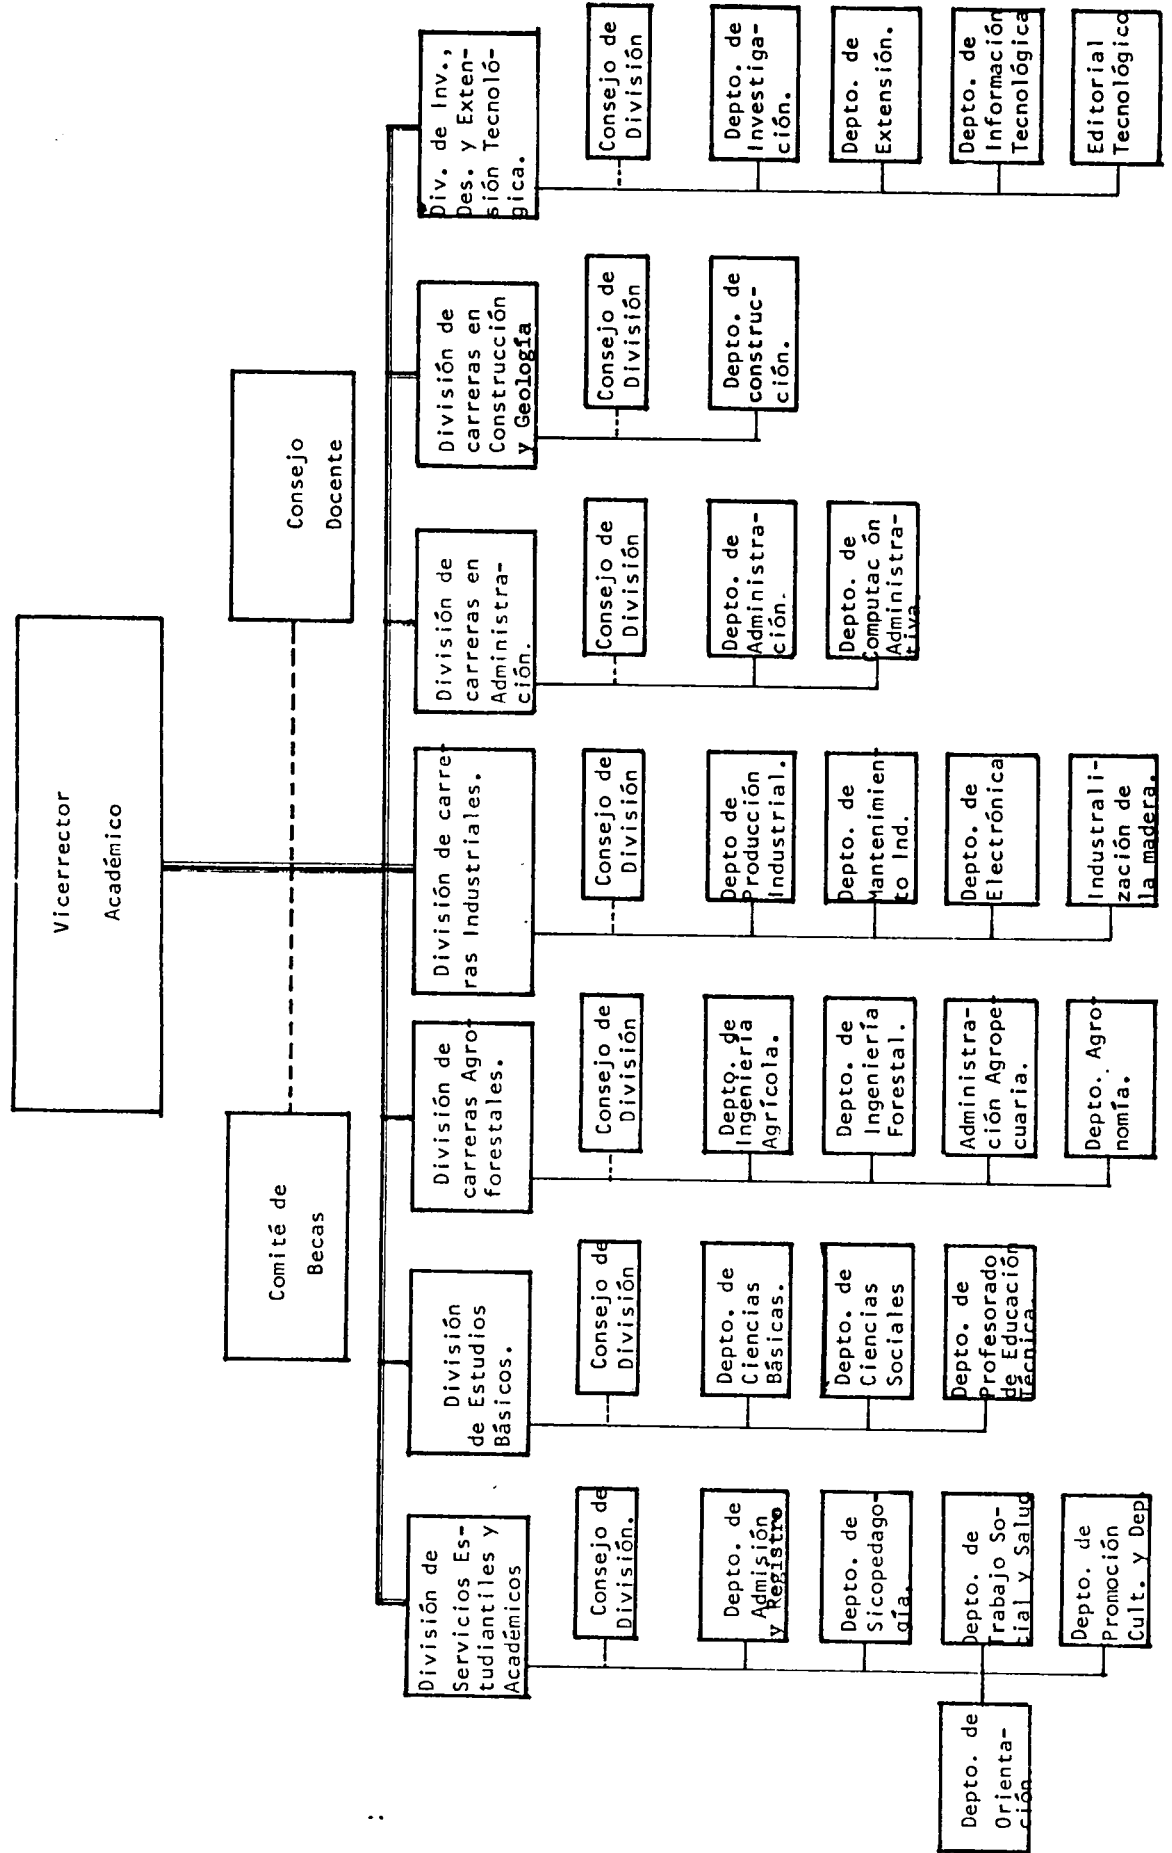 Vicerrector
Académico
Comité de
Becas
Consejo
Docente
División de
Servicios Es-
tudiantiles y
Académicos
División
de Estudios
Básicos.
División de
carreras Agro-
forestales.
División de carre-
ras Industriales.
División de
carreras en
Administra-
ción.
División de
carreras en
Construcción
y Geología
Div. de Inv.,
Des. y Exten-
sión Tecnoló-
gica.
Consejo de
División.
Depto. de
Admisión
y Registro
Depto. de
Sicopedago-
gía.
Depto. de
Orienta-
ción.
Depto. de
Trabajo So-
cial y Salud
Depto. de
Promoción
Cult. y Dep.
Consejo de
División
Depto. de
Ciencias
Básicas.
Depto. de
Ciencias
Sociales
Depto. de
Profesorado
de Educación
Técnica.
Consejo de
División
Depto. de
Ingeniería
Agrícola.
Depto. de
Ingeniería
Forestal.
Administra-
ción Agrope-
cuaria.
Depto. Agro-
nomía.
Consejo de
División
Depto de
Producción
Industrial.
Depto. de
Mantenimien-
to Ind.
Depto. de
Electrónica
Industrali-
zación de
la madera.
Consejo de
División
Depto. de
Administra-
ción.
Depto. de
Computac ón
Administra-
tiva.
Consejo de
División
Depto. de
construc-
ción.
Consejo de
División
Depto. de
Investiga-
ción.
Depto. de
Extensión.
Depto. de
Información
Tecnológica
Editorial
Tecnológico